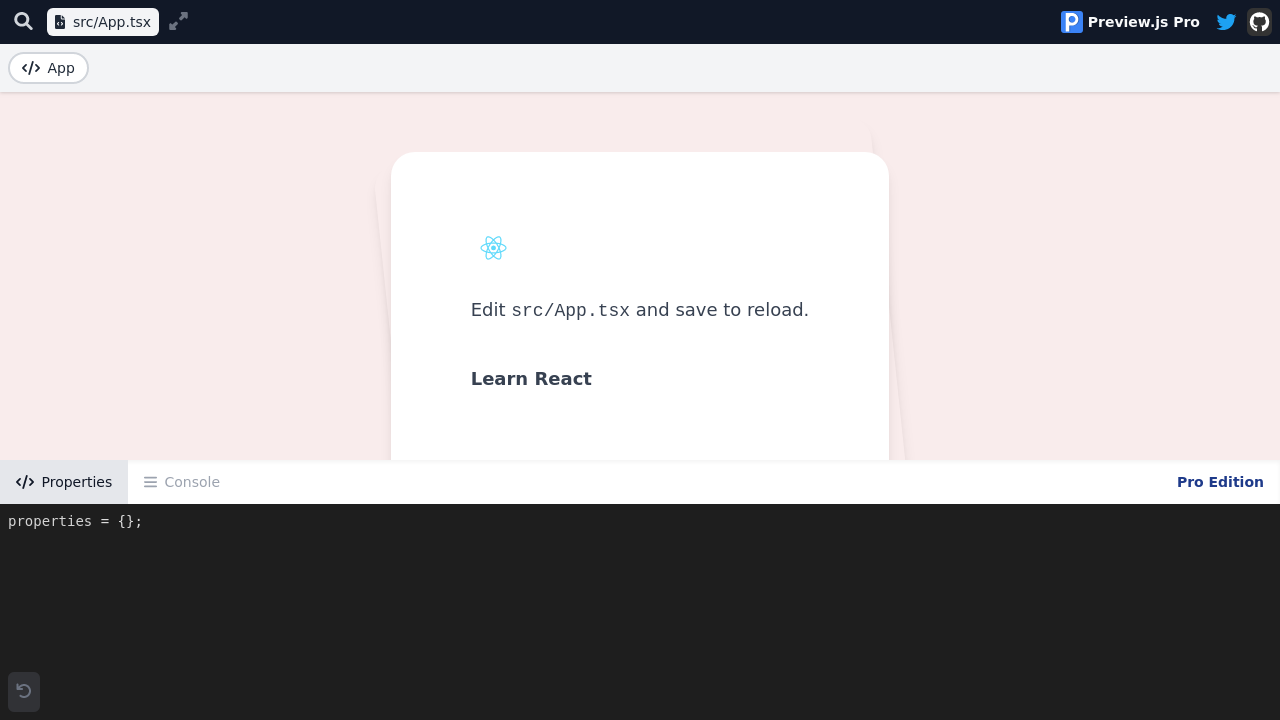 src/App.tsx
Preview.js Pro
App
Edit src/App.tsx and save to reload.
Learn React
Properties
Console
Pro Edition
properties = {};